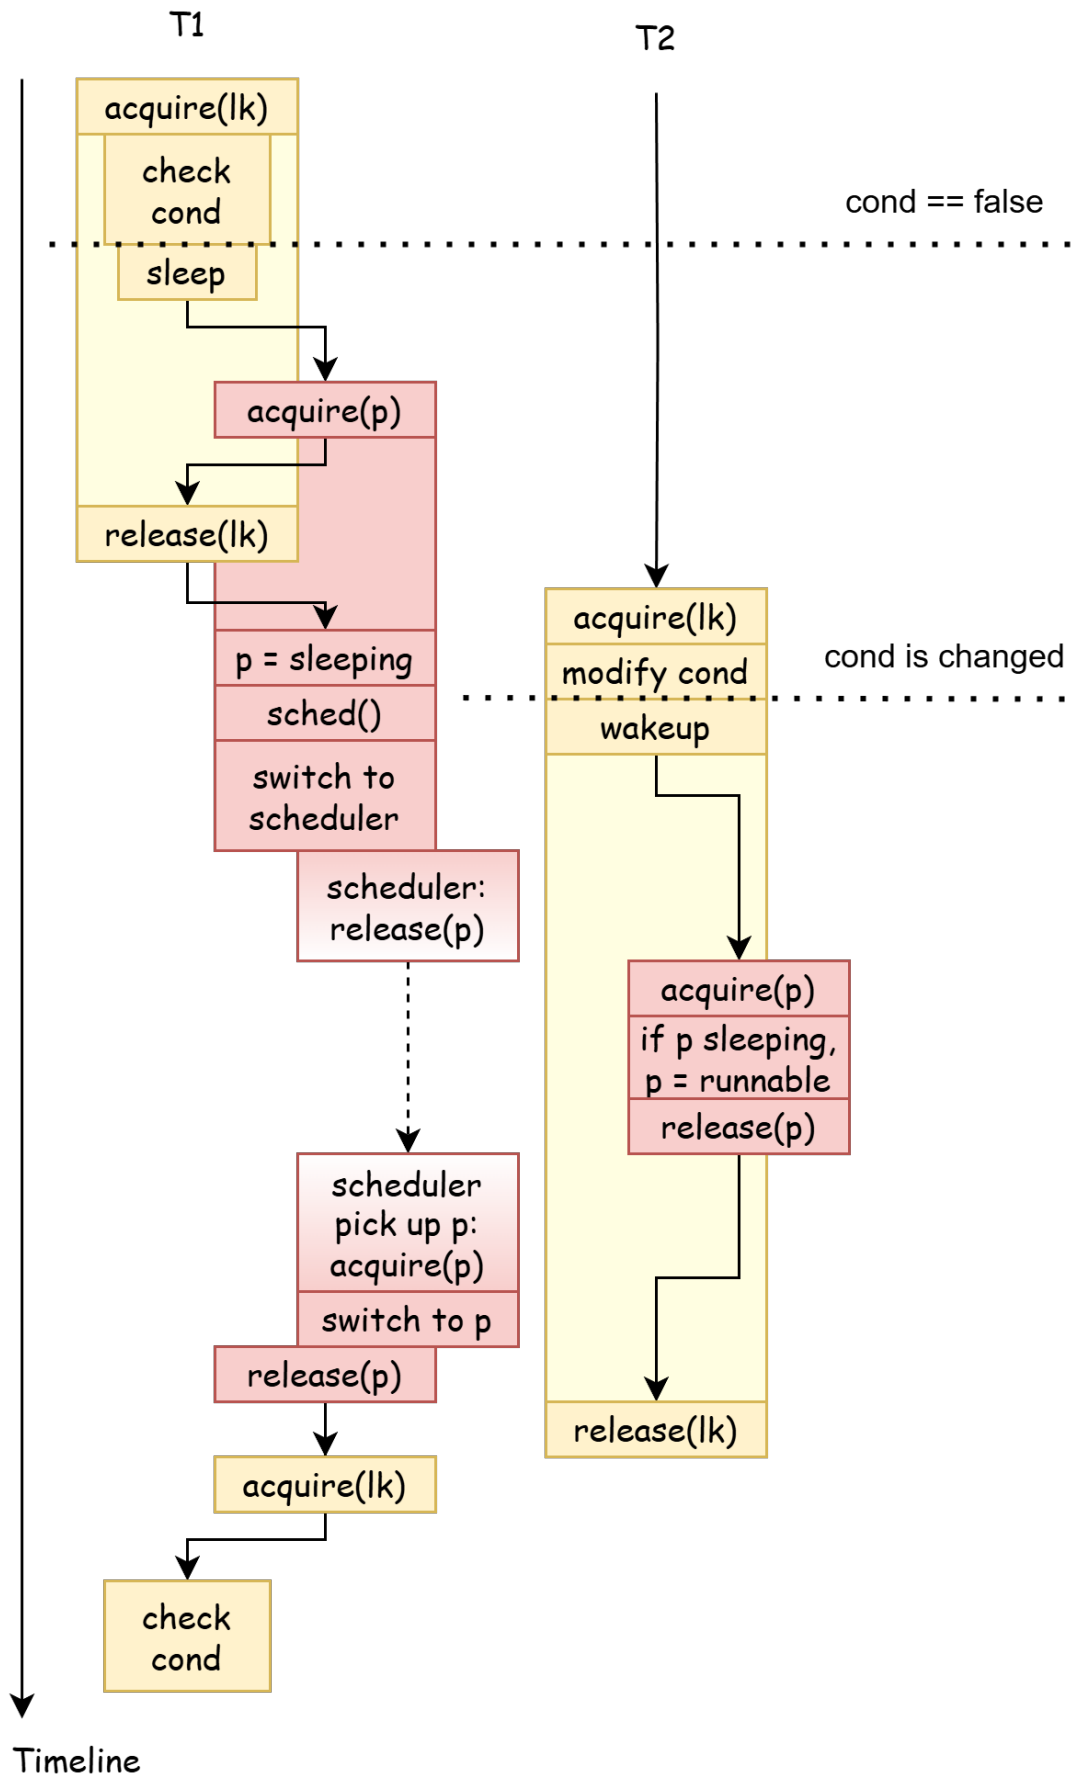 T1
T2
acquire(lk)
check
cond
cond == false
sleep
acquire(p)
release(lk)
acquire(lk)
p = sleeping
modify cond
cond is changed
sched()
wakeup
switch to
scheduler
scheduler:
release(p)
acquire(p)
if p sleeping,
p = runnable
release(p)
scheduler
pick up p:
acquire(p)
switch to p
release(p)
release(lk)
acquire(lk)
check
cond
Timeline